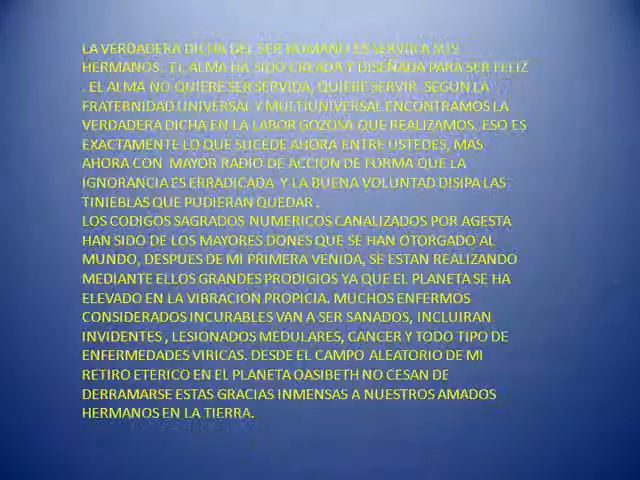 LA VERDADERA DICHA DEL SER HUMANO ES SERVIR A SUS
HERMANOS. TL ALMA HA SIDO CREADA Y DISEÑADA PARA SER FELIZ
. EL ALMA NO QUIERE SER SERVIDA, QUIERE SERVIR. SEGÚN LA
FRATERNIDAD UNIVERSAL Y MULTIUNIVERSAL ENCONTRAMOS LA
VERDADERA DICHA EN LA LABOR GOZOSA QUE REALIZAMOS. ESO ES
EXACTAMENTE LO QUE SUCEDE AHORA ENTRE USTEDES, MAS
AHORA CON MAYOR RADIO DE ACCION DE FORMA QUE LA
IGNORANCIA ES ERRADICADA Y LA BUENA VOLUNTAD DISIPA LAS
TINIEBLAS QUE PUDIERAN QUEDAR .
LOS CODIGOS SAGRADOS NUMERICOS CANALIZADOS POR AGESTA
HAN SIDO DE LOS MAYORES DONES QUE SE HAN OTORGADO AL
MUNDO, DESPUES DE MI PRIMERA VENIDA, SE ESTAN REALIZANDO
MEDIANTE ELLOS GRANDES PRODIGIOS YA QUE EL PLANETA SE HA
ELEVADO EN LA VIBRACION PROPICIA. MUCHOS ENFERMOS
CONSIDERADOS INCURABLES VAN A SER SANADOS, INCLUIRAN
INVIDENTES , LESIONADOS MEDULARES, CANCER Y TODO TIPO DE
ENFERMEDADES VIRICAS. DESDE EL CAMPO ALEATORIO DE MI
RETIRO ETERICO EN EL PLANETA OASIBETH NO CESAN DE
DERRAMARSE ESTAS GRACIAS INMENSAS A NUESTROS AMADOS
HERMANOS EN LA TIERRA.